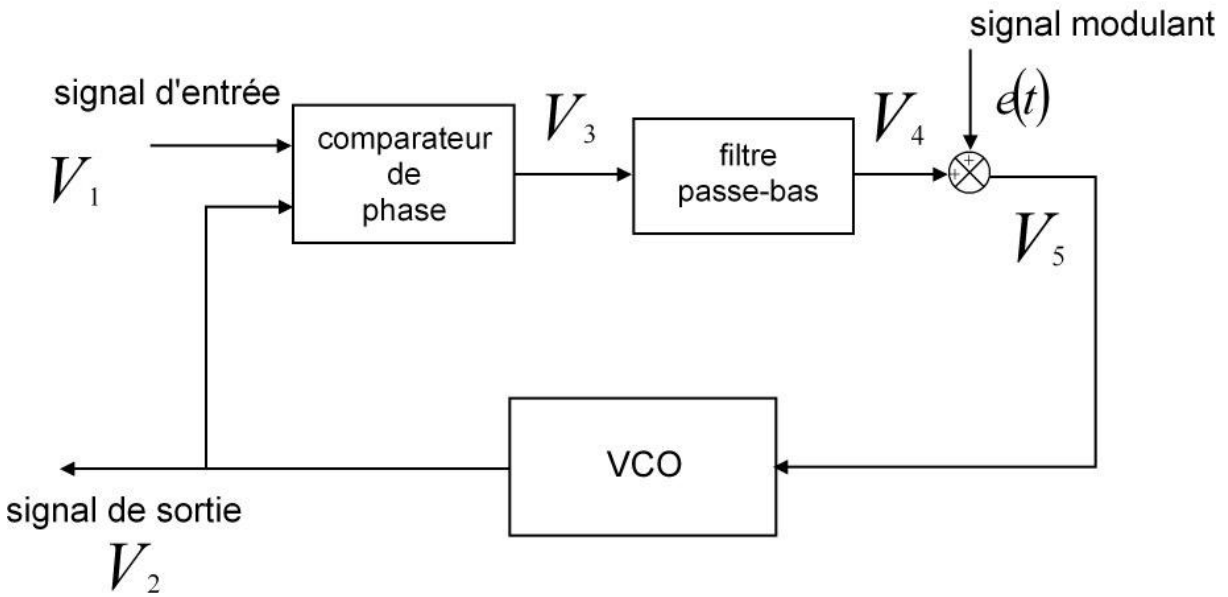 signal modulant
signal d'entrée
V₁
comparateur
de
phase
V₃
filtre
passe-bas
V₄
e(t)
+
+
V₅
VCO
signal de sortie
V₂